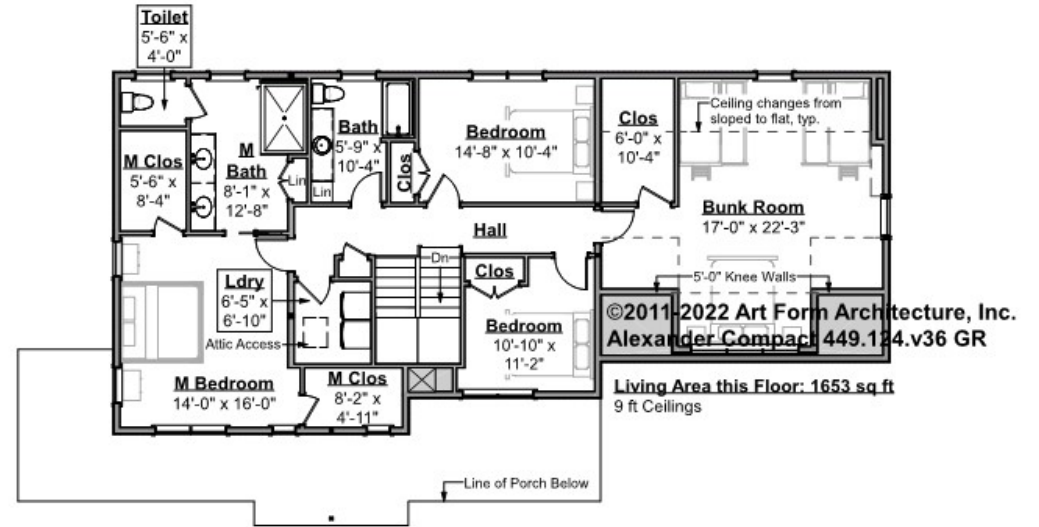 Toilet
5'-6" x
4'-0"
M Clos
5'-6" x
8'-4"
M
Bath
8'-1" x
12'-8"
Lin
Bath
5'-9" x
10'-4"
Lin
Clos
Bedroom
14'-8" x 10'-4"
Clos
6'-0" x
10'-4"
Ceiling changes from
sloped to flat, typ.
Bunk Room
17'-0" x 22'-3"
Hall
Dn
Clos
5'-0" Knee Walls
Ldry
6'-5" x
6'-10"
Attic Access
Bedroom
10'-10" x
11'-2"
©2011-2022 Art Form Architecture, Inc.
Alexander Compact 449.124.v36 GR
M Bedroom
14'-0" x 16'-0"
M Clos
8'-2" x
4'-11"
Living Area this Floor: 1653 sq ft
9 ft Ceilings
Line of Porch Below